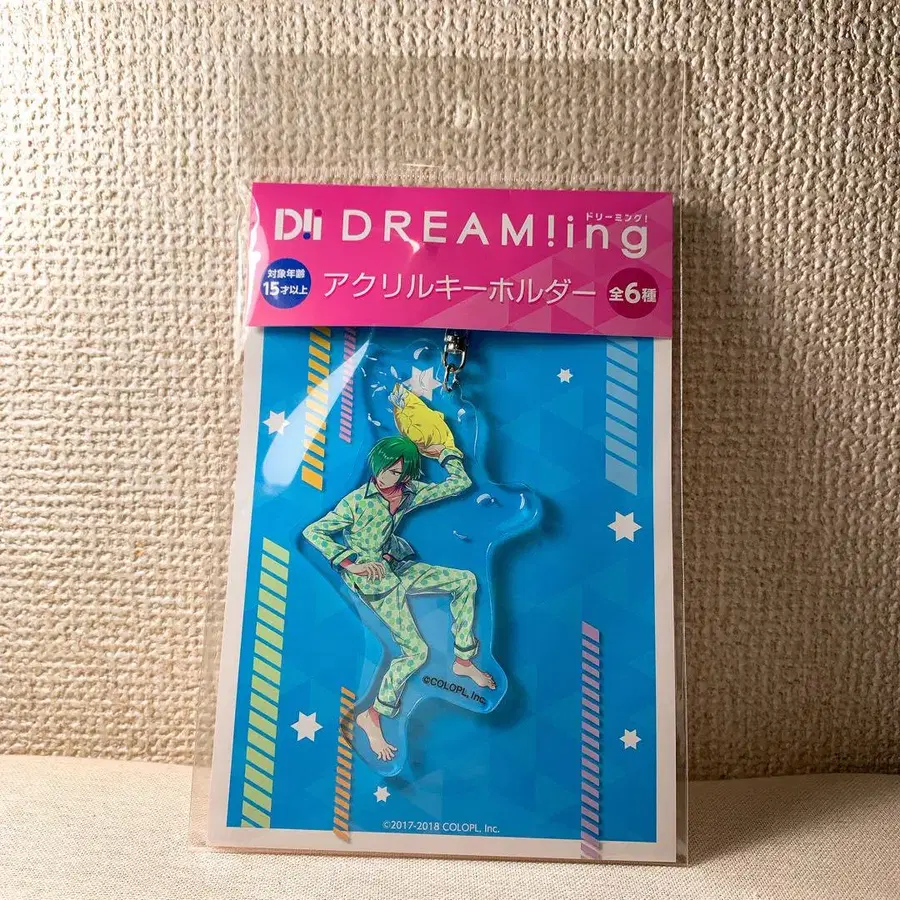 D!i DREAM!ing
ドリーミング!
対象年齢
15才以上
アクリルキーホルダー
全6種
©COLOPL, Inc.
©2017-2018 COLOPL, Inc.